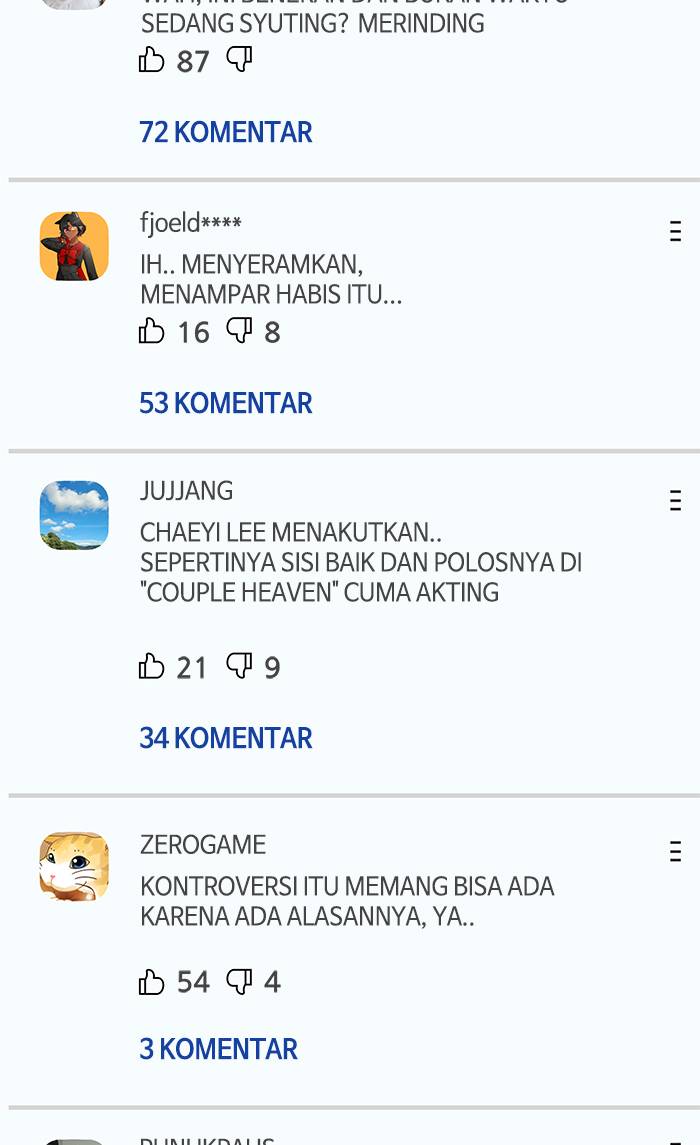 SEDANG SYUTING? MERINDING
87
72 KOMENTAR
fjoeld****
IH.. MENYERAMKAN,
MENAMPAR HABIS ITU...
16 8
53 KOMENTAR
JUJJANG
CHAEYI LEE MENAKUTKAN..
SEPERTINYA SISI BAIK DAN POLOSNYA DI
"COUPLE HEAVEN" CUMA AKTING
21 9
34 KOMENTAR
ZEROGAME
KONTROVERSI ITU MEMANG BISA ADA
KARENA ADA ALASANNYA, YA..
54 4
3 KOMENTAR